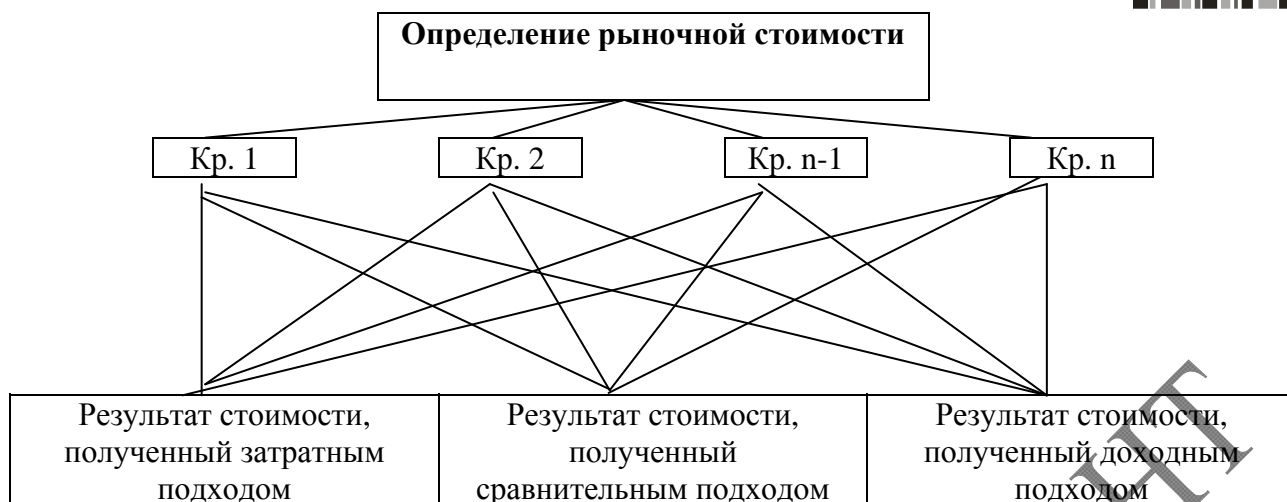 Определение рыночной стоимости
Кр. 1
Кр. 2
Кр. n-1
Кр. n
Результат стоимости,
полученный затратным
подходом
Результат стоимости,
полученный
сравнительным подходом
Результат стоимости,
полученный доходным
подходом
НТ